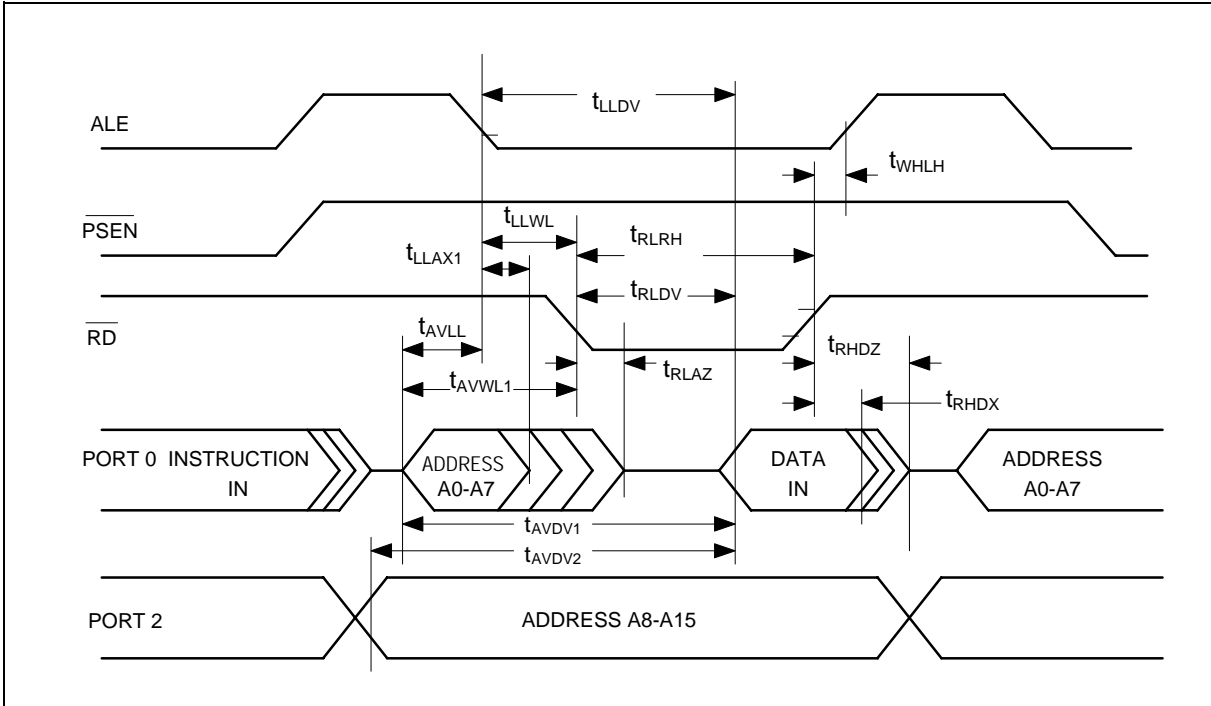 ALE
tLLDV
tWHLH
PSEN
tLLWL
tRLRH
tLLAX1
tRLDV
RD
tAVLL
tRLAZ
tRHDZ
tAVWL1
tRHDX
PORT 0 INSTRUCTION
IN
ADDRESS
A0-A7
DATA
IN
ADDRESS
A0-A7
tAVDV1
tAVDV2
PORT 2
ADDRESS A8-A15